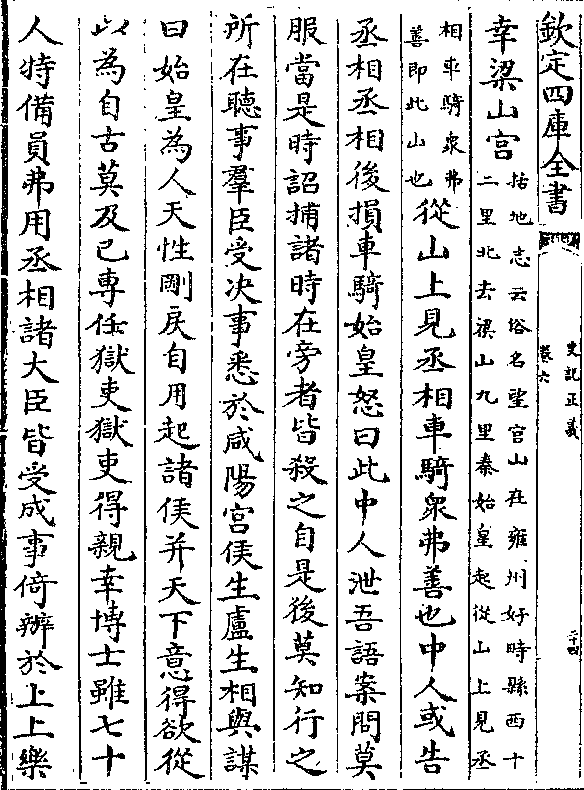 欽定四庫全書
史記正義
卷六
二十四
幸梁山宫
括地志云俗名望宫山在雍州好畤縣西十
二里北去梁山九里秦始皇起從山上見丞
相車騎衆弗
善即此山也
從山上見丞相車騎衆弗善也中人或告
丞相丞相後損車騎始皇怒曰此中人泄吾語案問莫
服當是時詔捕諸時在旁者皆殺之自是後莫知行之
所在聽事羣臣受决事悉於咸陽宫侯生盧生相與謀
曰始皇為人天性剛戾自用起諸侯并天下意得欲從
以為自古莫及已專任獄吏獄吏得親幸博士雖七十
人特備員弗用丞相諸大臣皆受成事倚辦於上上樂